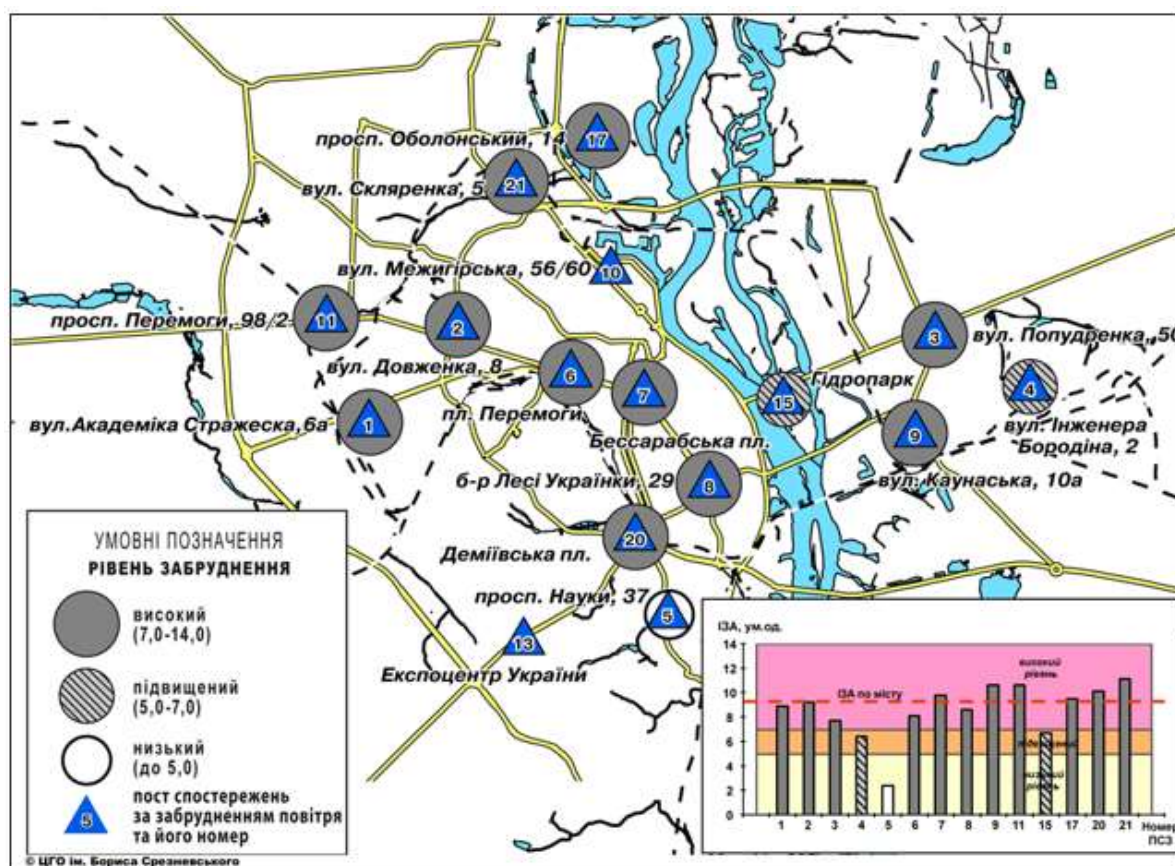 просп. Оболонський, 14
17
вул. Скляренка, 5
21
вул. Межигірська, 56/60
10
просп. Перемоги, 98/2
11
2
3
вул. Попудренка, 50
вул. Довженка, 8
6
7
15
Гідропарк
4
пл. Перемоги
вул.Академіка Стражеска,6а
1
Бессарабська пл.
9
вул. Інженера
Бородіна, 2
б-р Лесі Українки, 29
8
вул. Каунаська, 10а
20
Деміївська пл.
просп. Науки, 37
5
13
Експоцентр України
УМОВНІ ПОЗНАЧЕННЯ
РІВЕНЬ ЗАБРУДНЕННЯ
високий
(7,0-14,0)
підвищений
(5,0-7,0)
низький
(до 5,0)
5
пост спостережень
за забрудненням повітря
та його номер
ІЗА, ум.од.
14
12
10
8
6
4
2
0
високий
рівень
ІЗА по місту
підвищений
низький
рівень
1 2 3 4 5 6 7 8 9 11 15 17 20 21
Номер
ПСЗ
© ЦГО ім. Бориса Срезневського